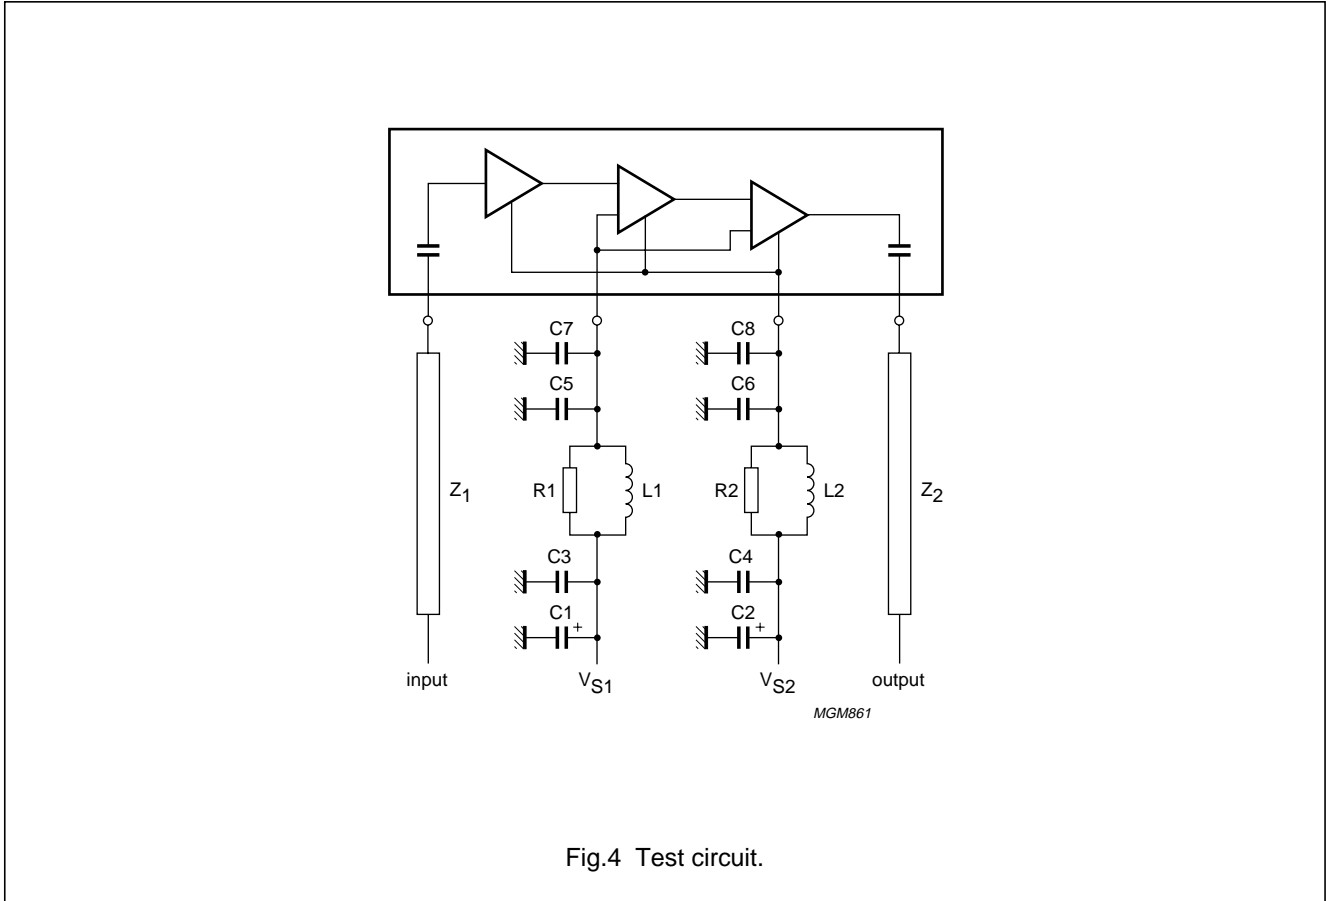 C7
C8
C5
C6
Z1
R1
L1
R2
L2
Z2
C3
C4
C1
+
C2
+
input
VS1
VS2
output
MGM861
Fig.4 Test circuit.